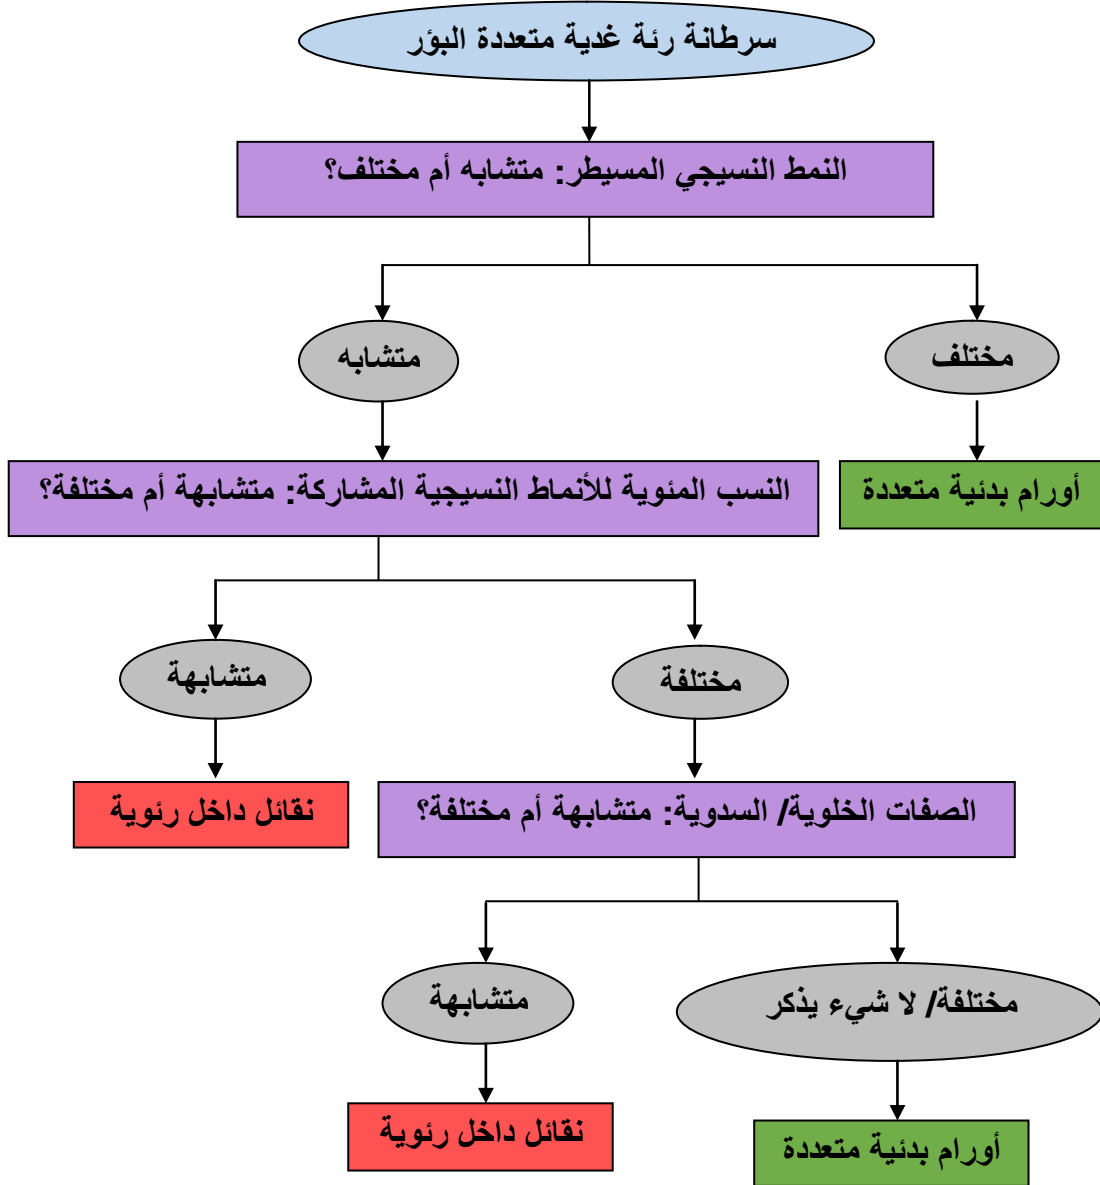 سرطانة رئة غدية متعددة البؤر
النمط النسيجي المسيطر: متشابه أم مختلف؟
مختلف
متشابه
أورام بدئية متعددة
النسب المئوية للأنماط النسيجية المشاركة: متشابهة أم مختلفة؟
مختلفة
متشابهة
الصفات الخلوية/ السدوية: متشابهة أم مختلفة؟
نقائل داخل رئوية
مختلفة/ لا شيء يذكر
متشابهة
أورام بدئية متعددة
نقائل داخل رئوية